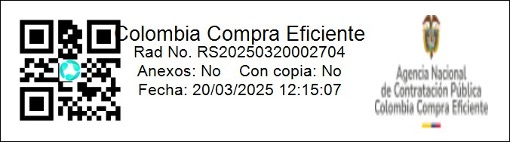 Colombia Compra Eficiente
Rad No. RS20250320002704
Anexos: No Con copia: No
Fecha: 20/03/2025 12:15:07
Agencia Nacional
de Contratación Pública
Colombia Compra Eficiente